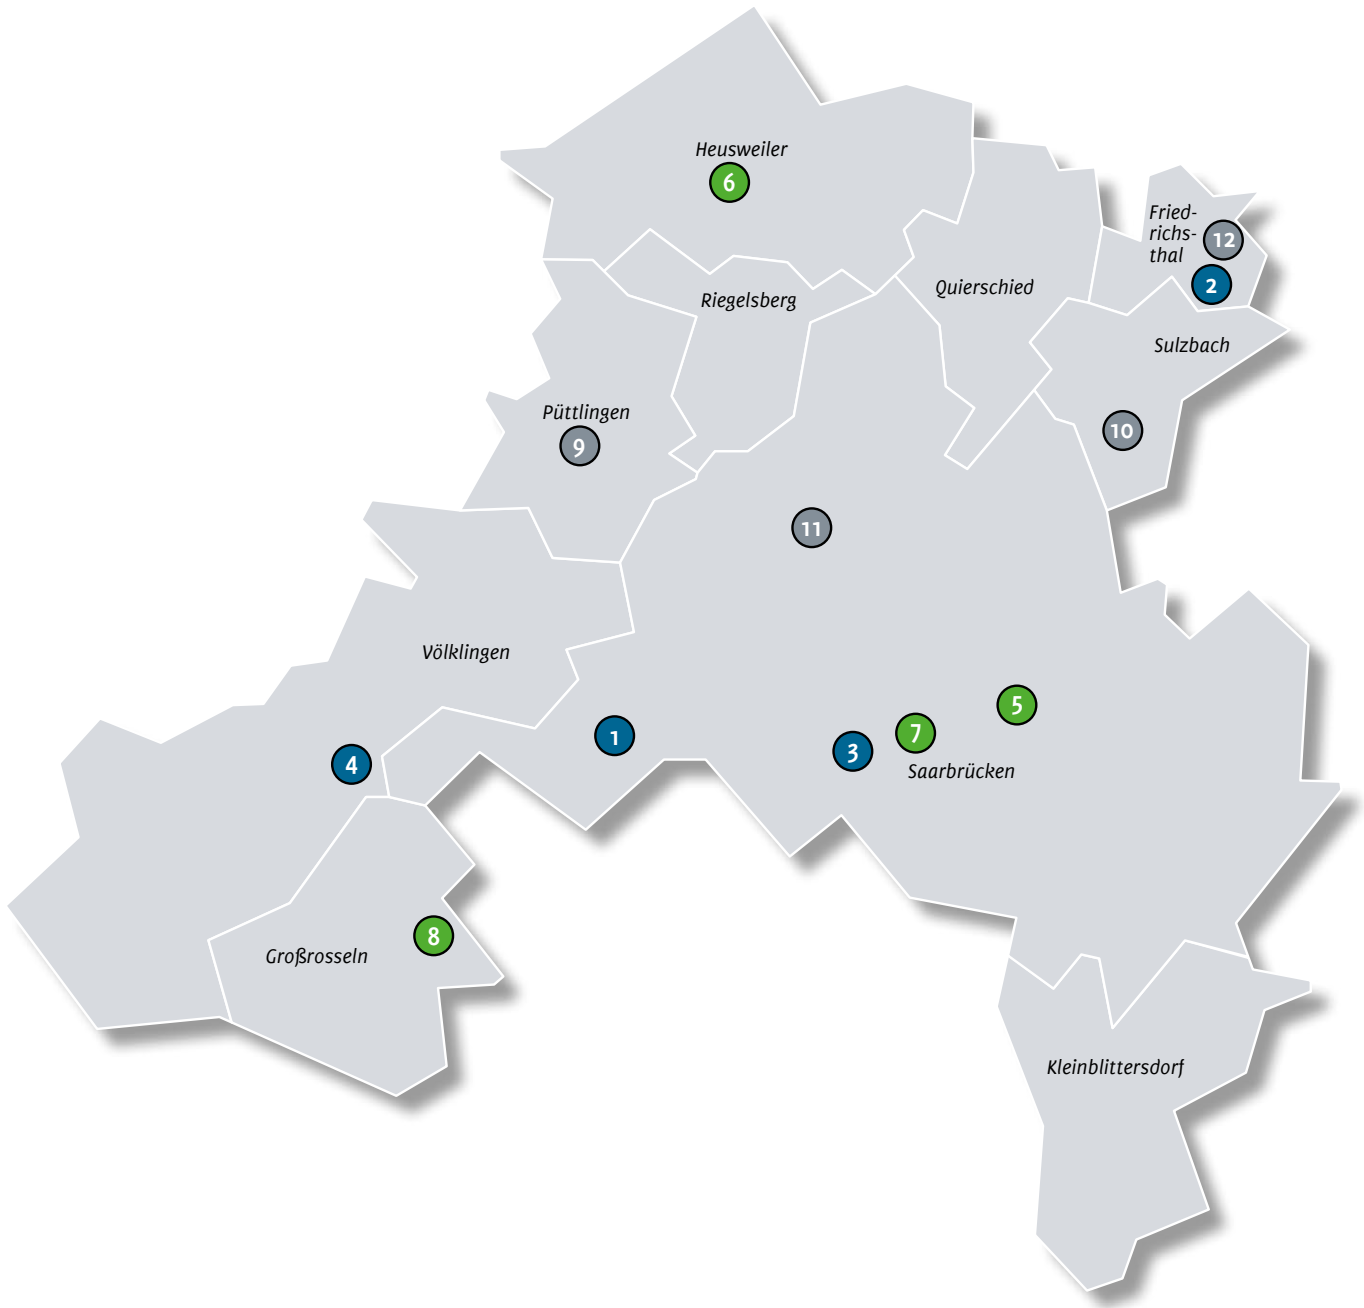 Heusweiler
6
Fried-
richs-
thal
12
2
Quierschied
Riegelsberg
Sulzbach
Püttlingen
9
10
11
Völklingen
5
7
1
3
4
Saarbrücken
8
Großrosseln
Kleinblittersdorf